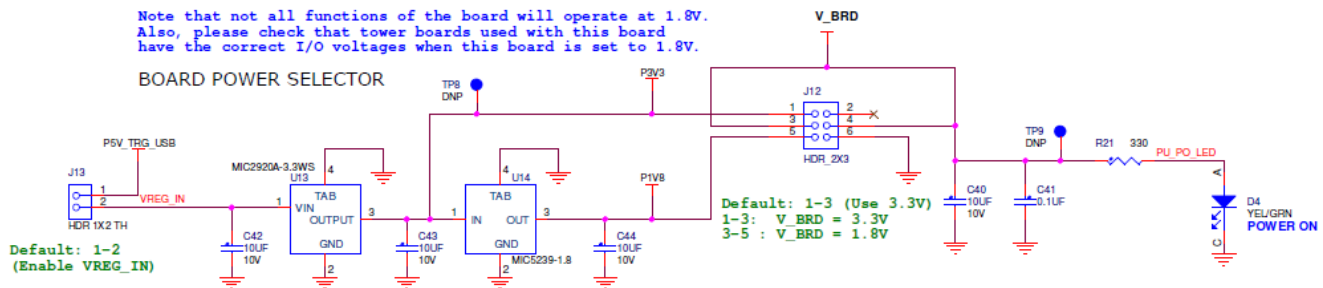 Note that not all functions of the board will operate at 1.8V.
Also, please check that tower boards used with this board
have the correct I/O voltages when this board is set to 1.8V.
BOARD POWER SELECTOR
V_BRD
P3V3
TP8
DNP
J12
1
2
3
4
5
6
HDR_2X3
P5V_TRG_USB
J13
1
2
VREG_IN
HDR 1X2 TH
Default: 1-2
(Enable VREG_IN)
MIC2920A-3.3WS
U13
4
TAB
1
VIN
OUTPUT
3
GND
2
C42
10UF
10V
C43
10UF
10V
U14
4
TAB
1
IN
OUT
3
GND
2
MIC5239-1.8
P1V8
C44
10UF
10V
Default: 1-3 (Use 3.3V)
1-3: V_BRD = 3.3V
3-5 : V_BRD = 1.8V
TP9
DNP
C40
10UF
10V
C41
0.1UF
R21
330
PU_PO_LED
A
C
D4
YEL/GRN
POWER ON